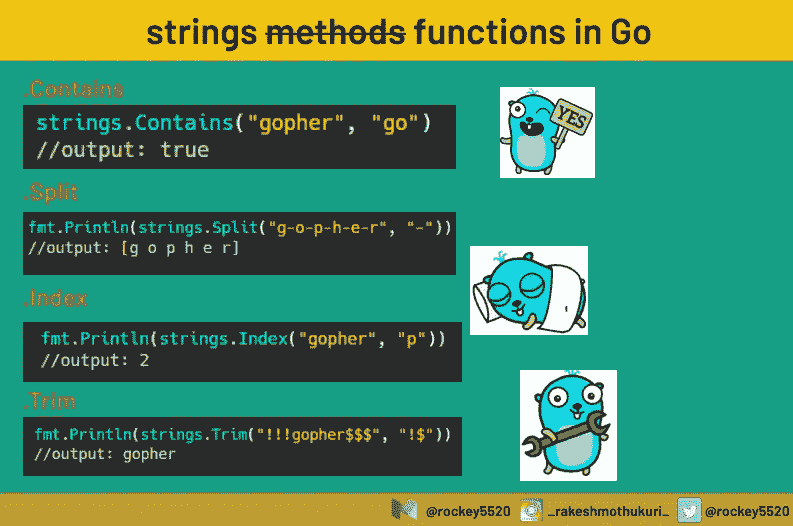 strings methods functions in Go
.Contains
strings.Contains("gopher", "go")
//output: true
YES
.Split
fmt.Println(strings.Split("g-o-p-h-e-r", "-"))
//output: [g o p h e r]
.Index
fmt.Println(strings.Index("gopher", "p"))
//output: 2
.Trim
fmt.Println(strings.Trim("!!!gopher$$$", "!$"))
//output: gopher
@rockey5520 _rakeshmothukuri_ @rockey5520